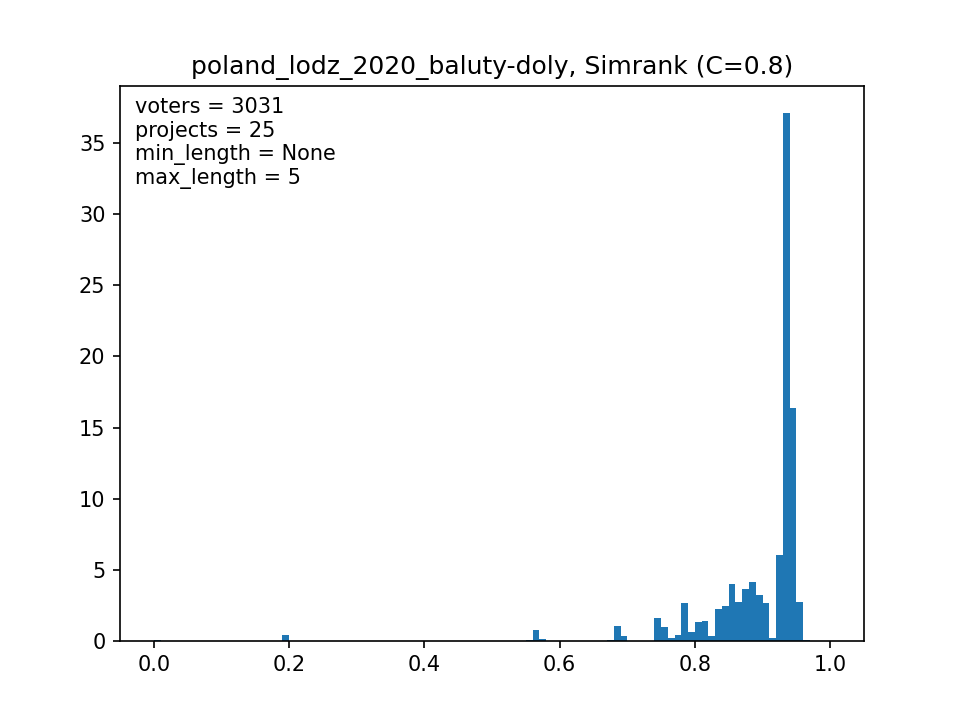 poland_lodz_2020_baluty-doly, Simrank (C=0.8)
voters = 3031
projects = 25
min_length = None
max_length = 5
35
30
25
20
15
10
5
0
0.0 0.2 0.4 0.6 0.8 1.0